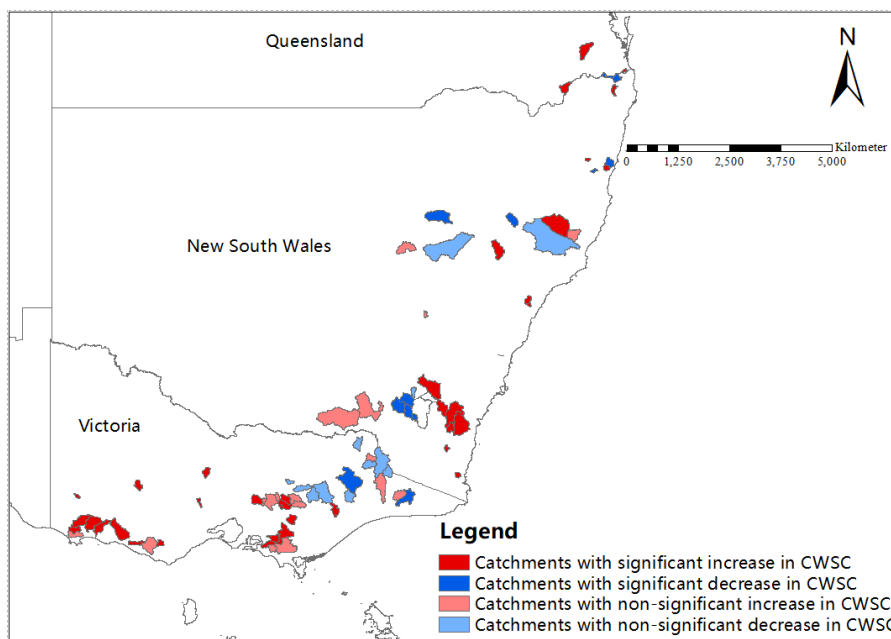 Queensland
N
Kilometer
0 1,250 2,500 3,750 5,000
New South Wales
Victoria
Legend
Catchments with significant increase in CWSC
Catchments with significant decrease in CWSC
Catchments with non-significant increase in CWSC
Catchments with non-significant decrease in CWSC